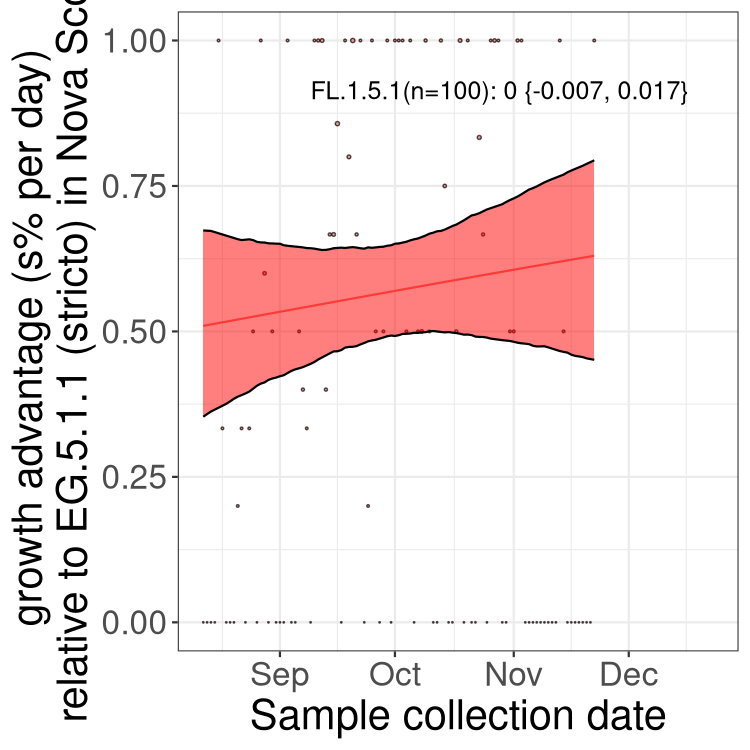 growth advantage (s% per day)
relative to EG.5.1.1 (stricto) in Nova
1.00
0.75
0.50
0.25
0.00
FL.1.5.1(n=100): 0 {-0.007, 0.017}
Sep Oct Nov Dec
Sample collection date